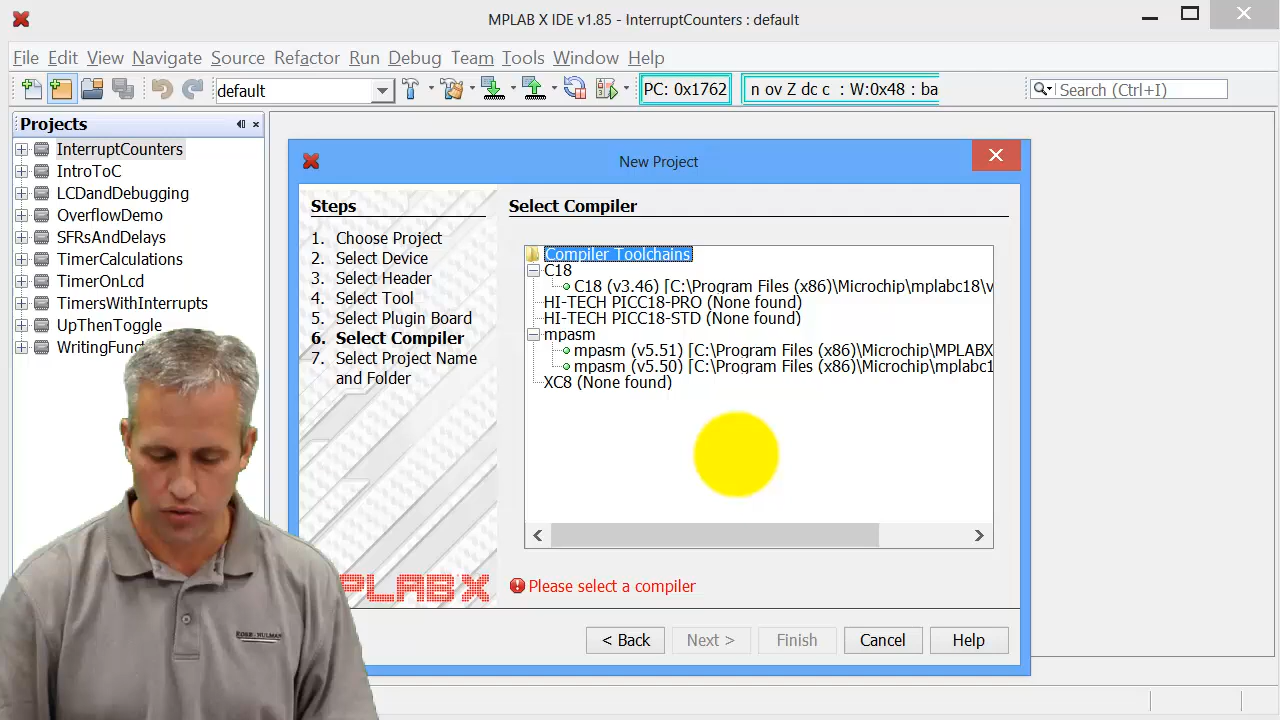 MPLAB X IDE v1.85 - InterruptCounters : default
File Edit View Navigate Source Refactor Run Debug Team Tools Window Help
default
PC: 0x1762
n ov Z dc c : W:0x48 : ba
Search (Ctrl+I)
Projects
InterruptCounters
IntroToC
LCDandDebugging
OverflowDemo
SFRsAndDelays
TimerCalculations
TimerOnLcd
TimersWithInterrupts
UpThenToggle
WritingFunct
New Project
Steps
1. Choose Project
2. Select Device
3. Select Header
4. Select Tool
5. Select Plugin Board
6. Select Compiler
7. Select Project Name
and Folder
PLAB X
Select Compiler
Compiler Toolchains
C18
C18 (v3.46) [C:\Program Files (x86)\Microchip\mplabc18\v
HI-TECH PICC18-PRO (None found)
HI-TECH PICC18-STD (None found)
mpasm
mpasm (v5.51) [C:\Program Files (x86)\Microchip\MPLABX
mpasm (v5.50) [C:\Program Files (x86)\Microchip\mplabc1
XC8 (None found)
Please select a compiler
< Back
Next >
Finish
Cancel
Help
ROSE-HULMAN